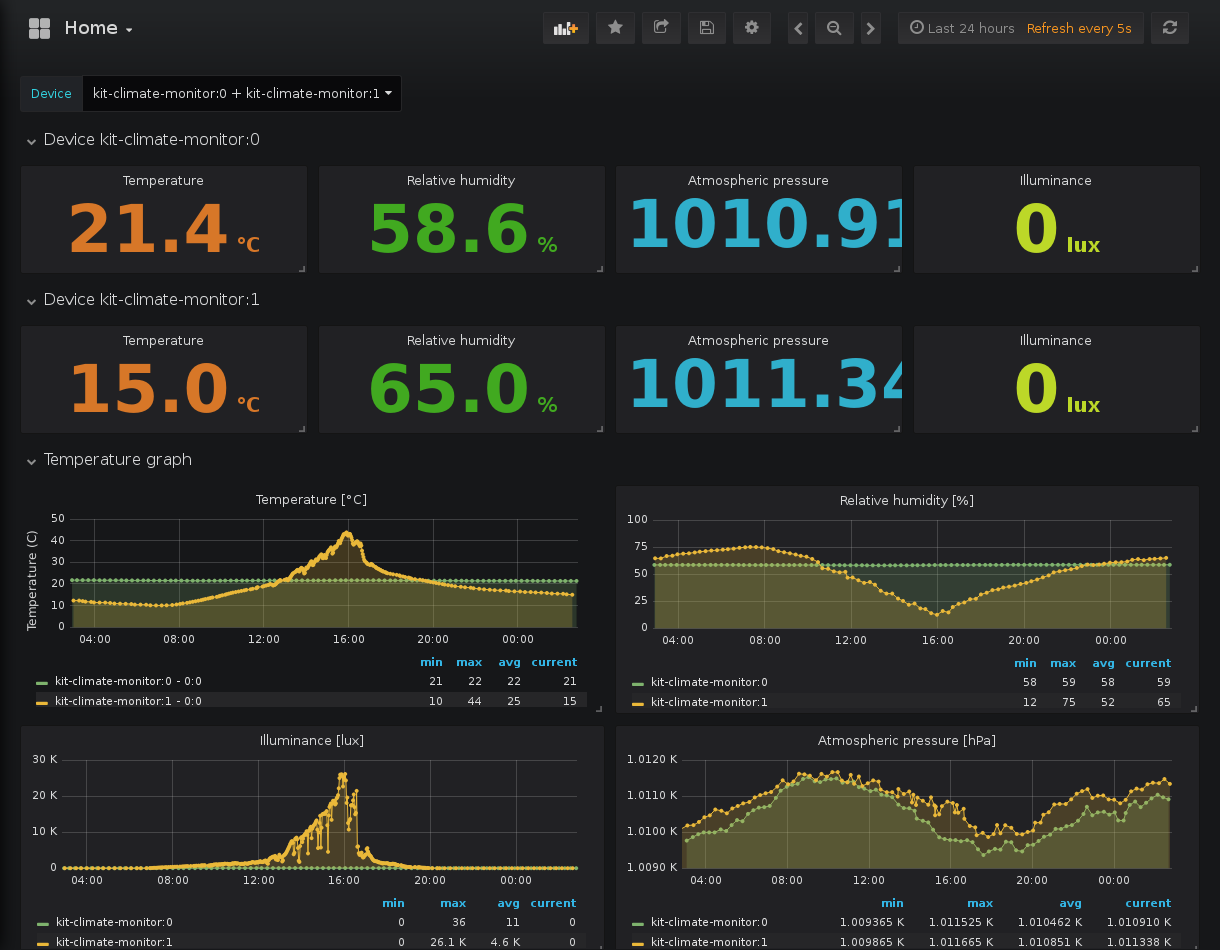 Home
Last 24 hours Refresh every 5s
Device kit-climate-monitor:0 + kit-climate-monitor:1
Device kit-climate-monitor:0
Temperature Relative humidity Atmospheric pressure Illuminance
21.4 °C 58.6 % 1010.91 0 lux
Device kit-climate-monitor:1
Temperature Relative humidity Atmospheric pressure Illuminance
15.0 °C 65.0 % 1011.34 0 lux
Temperature graph
Temperature [°C]
Temperature (C)
50
40
30
20
10
0
04:00 08:00 12:00 16:00 20:00 00:00
min max avg current
kit-climate-monitor:0 - 0:0 21 22 22 21
kit-climate-monitor:1 - 0:0 10 44 25 15
Relative humidity [%]
100
75
50
25
0
04:00 08:00 12:00 16:00 20:00 00:00
min max avg current
kit-climate-monitor:0 58 59 58 59
kit-climate-monitor:1 12 75 52 65
Illuminance [lux]
30 K
20 K
10 K
0
04:00 08:00 12:00 16:00 20:00 00:00
min max avg current
kit-climate-monitor:0 0 36 11 0
kit-climate-monitor:1 0 26.1 K 4.6 K 0
Atmospheric pressure [hPa]
1.0120 K
1.0110 K
1.0100 K
1.0090 K
04:00 08:00 12:00 16:00 20:00 00:00
min max avg current
kit-climate-monitor:0 1.009365 K 1.011525 K 1.010462 K 1.010910 K
kit-climate-monitor:1 1.009865 K 1.011665 K 1.010851 K 1.011338 K